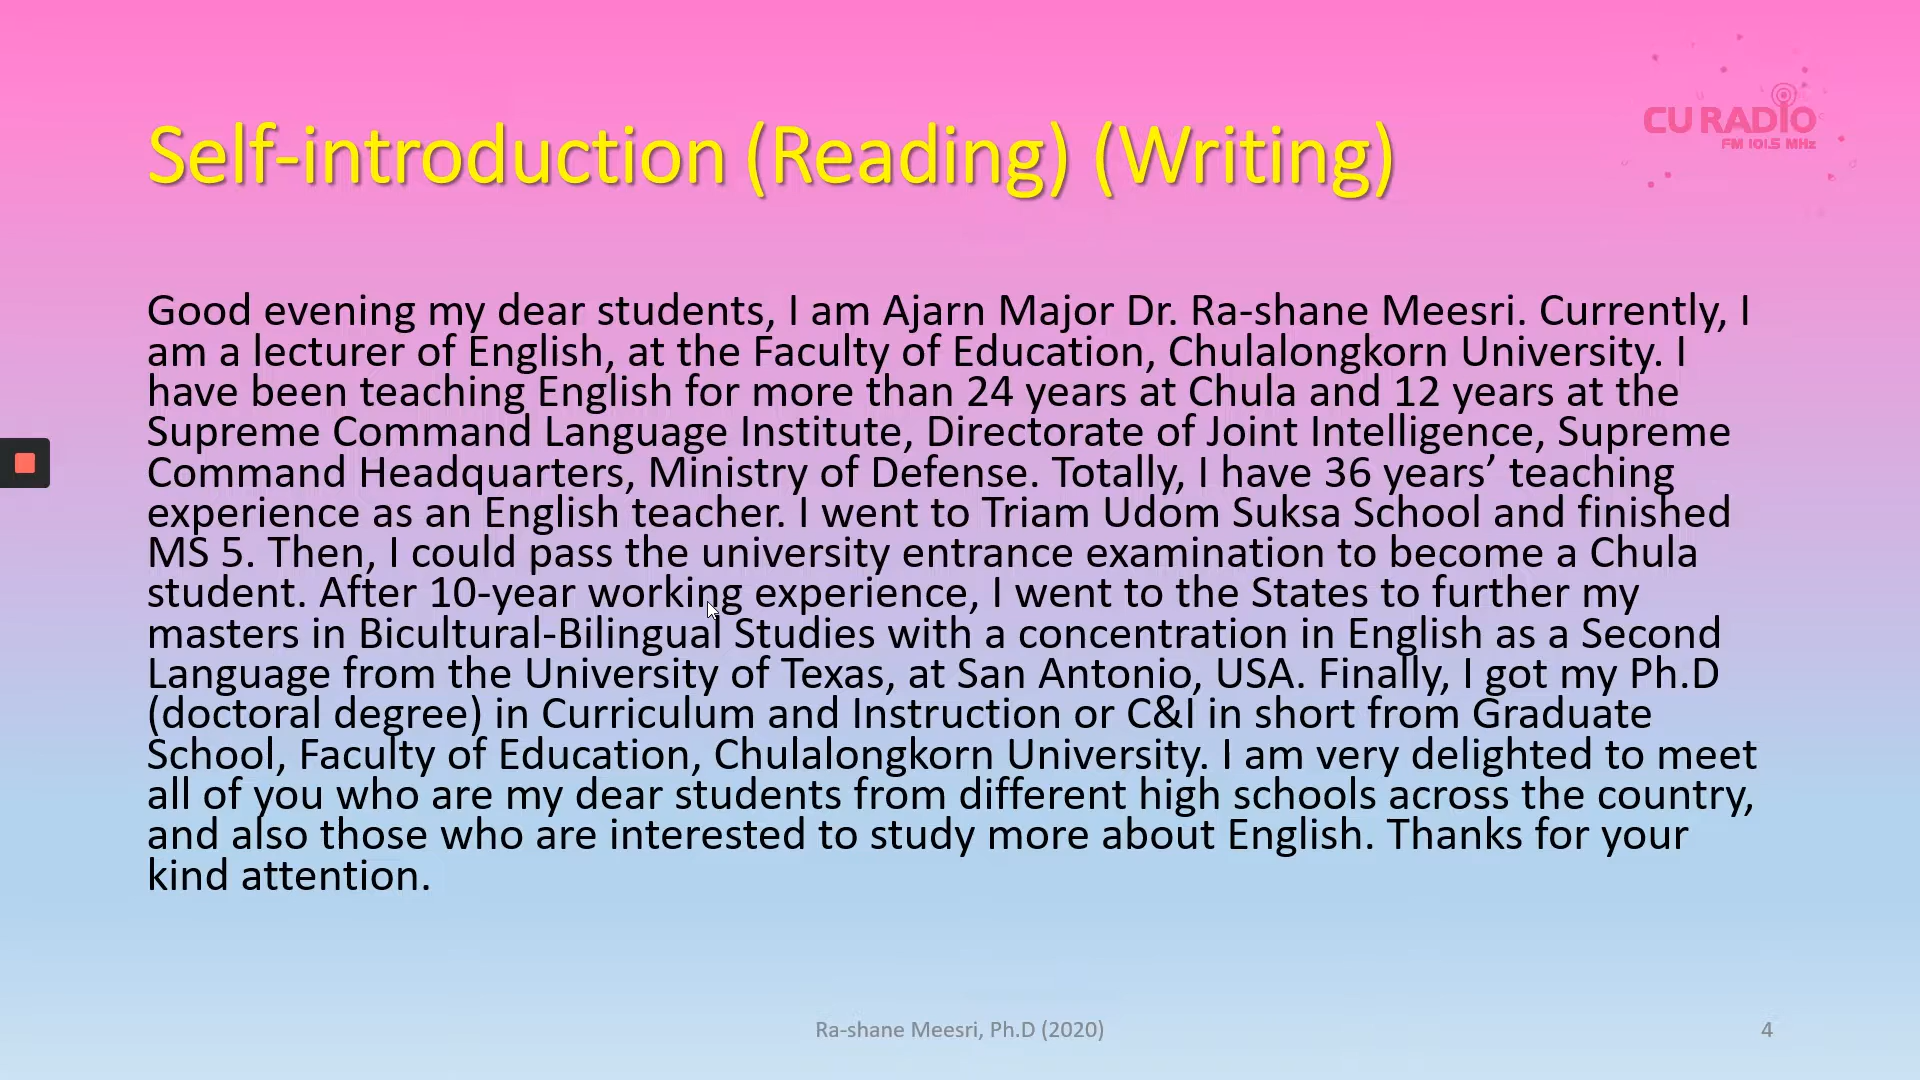 CU RADIO
FM 101.5 MHz
Self-introduction (Reading) (Writing)
Good evening my dear students, I am Ajarn Major Dr. Ra-shane Meesri. Currently, I
am a lecturer of English, at the Faculty of Education, Chulalongkorn University. I
have been teaching English for more than 24 years at Chula and 12 years at the
Supreme Command Language Institute, Directorate of Joint Intelligence, Supreme
Command Headquarters, Ministry of Defense. Totally, I have 36 years’ teaching
experience as an English teacher. I went to Triam Udom Suksa School and finished
MS 5. Then, I could pass the university entrance examination to become a Chula
student. After 10-year working experience, I went to the States to further my
masters in Bicultural-Bilingual Studies with a concentration in English as a Second
Language from the University of Texas, at San Antonio, USA. Finally, I got my Ph.D
(doctoral degree) in Curriculum and Instruction or C&I in short from Graduate
School, Faculty of Education, Chulalongkorn University. I am very delighted to meet
all of you who are my dear students from different high schools across the country,
and also those who are interested to study more about English. Thanks for your
kind attention.
Ra-shane Meesri, Ph.D (2020)
4